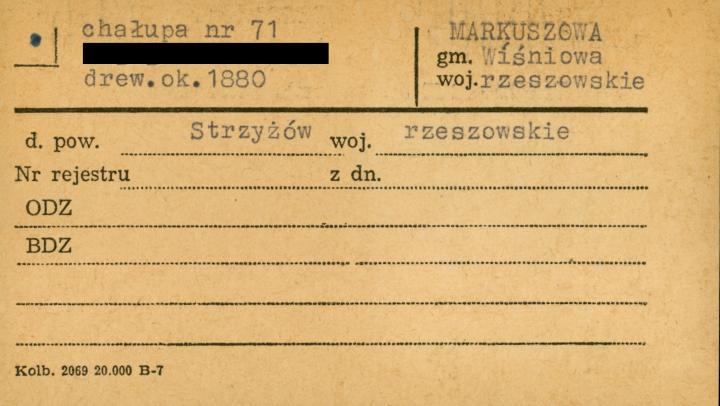 chałupa nr 71
drew.ok.1880
MARKUSZOWA
gm. Wiśniowa
woj.rzeszowskie
d. pow. Strzyżów woj. rzeszowskie
Nr rejestru z dn.
ODZ
BDZ
Kolb. 2069 20.000 B-7